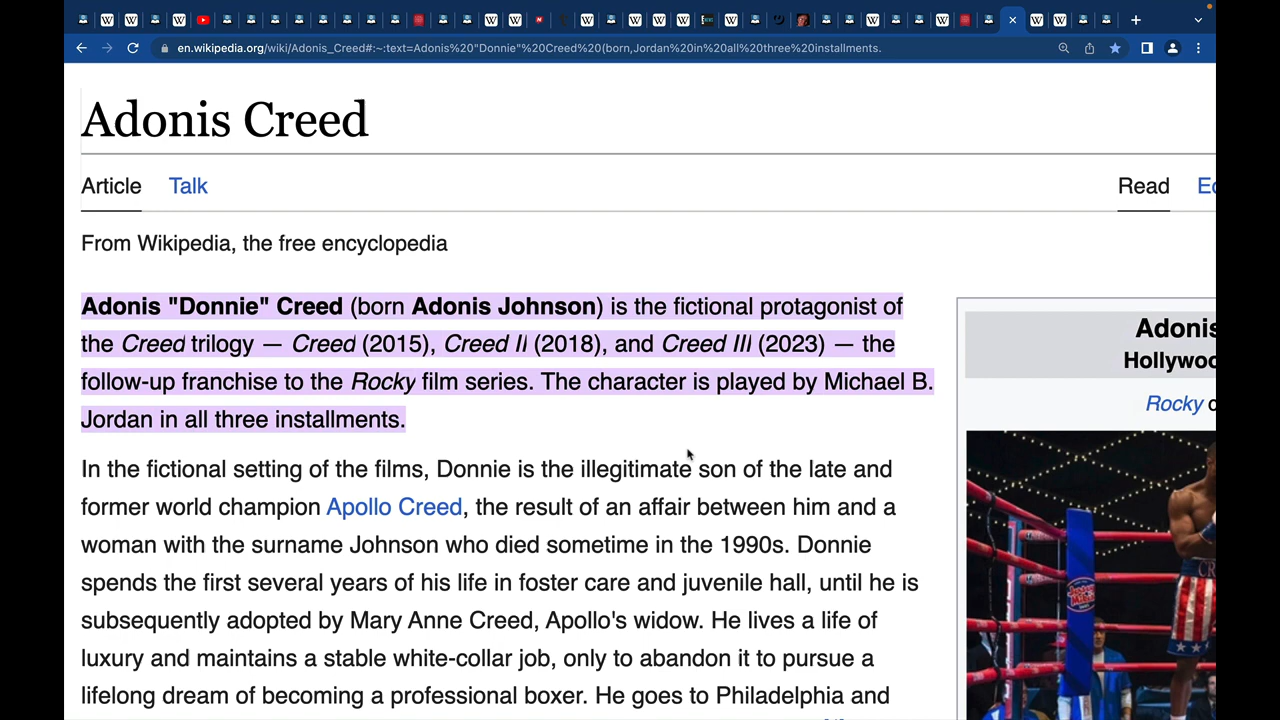 en.wikipedia.org/wiki/Adonis_Creed#:~:text=Adonis%20"Donnie"%20Creed%20(born,Jordan%20in%20all%20three%20installments.
Adonis Creed
Article Talk Read
From Wikipedia, the free encyclopedia
Adonis "Donnie" Creed (born Adonis Johnson) is the fictional protagonist of
the Creed trilogy — Creed (2015), Creed II (2018), and Creed III (2023) — the
follow-up franchise to the Rocky film series. The character is played by Michael B.
Jordan in all three installments.
In the fictional setting of the films, Donnie is the illegitimate son of the late and
former world champion Apollo Creed, the result of an affair between him and a
woman with the surname Johnson who died sometime in the 1990s. Donnie
spends the first several years of his life in foster care and juvenile hall, until he is
subsequently adopted by Mary Anne Creed, Apollo's widow. He lives a life of
luxury and maintains a stable white-collar job, only to abandon it to pursue a
lifelong dream of becoming a professional boxer. He goes to Philadelphia and
Adonis
Hollywoo
Rocky